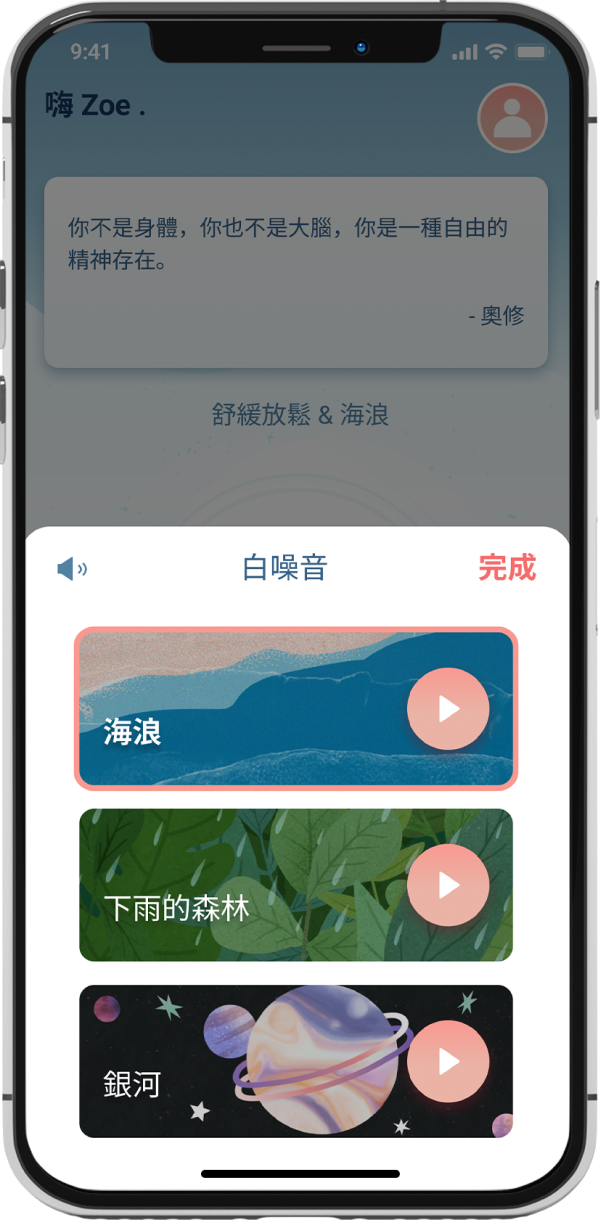 9:41
嗨 Zoe .
你不是身體，你也不是大腦，你是一種自由的
精神存在。
- 奧修
舒緩放鬆 & 海浪
白噪音
完成
海浪
下雨的森林
銀河